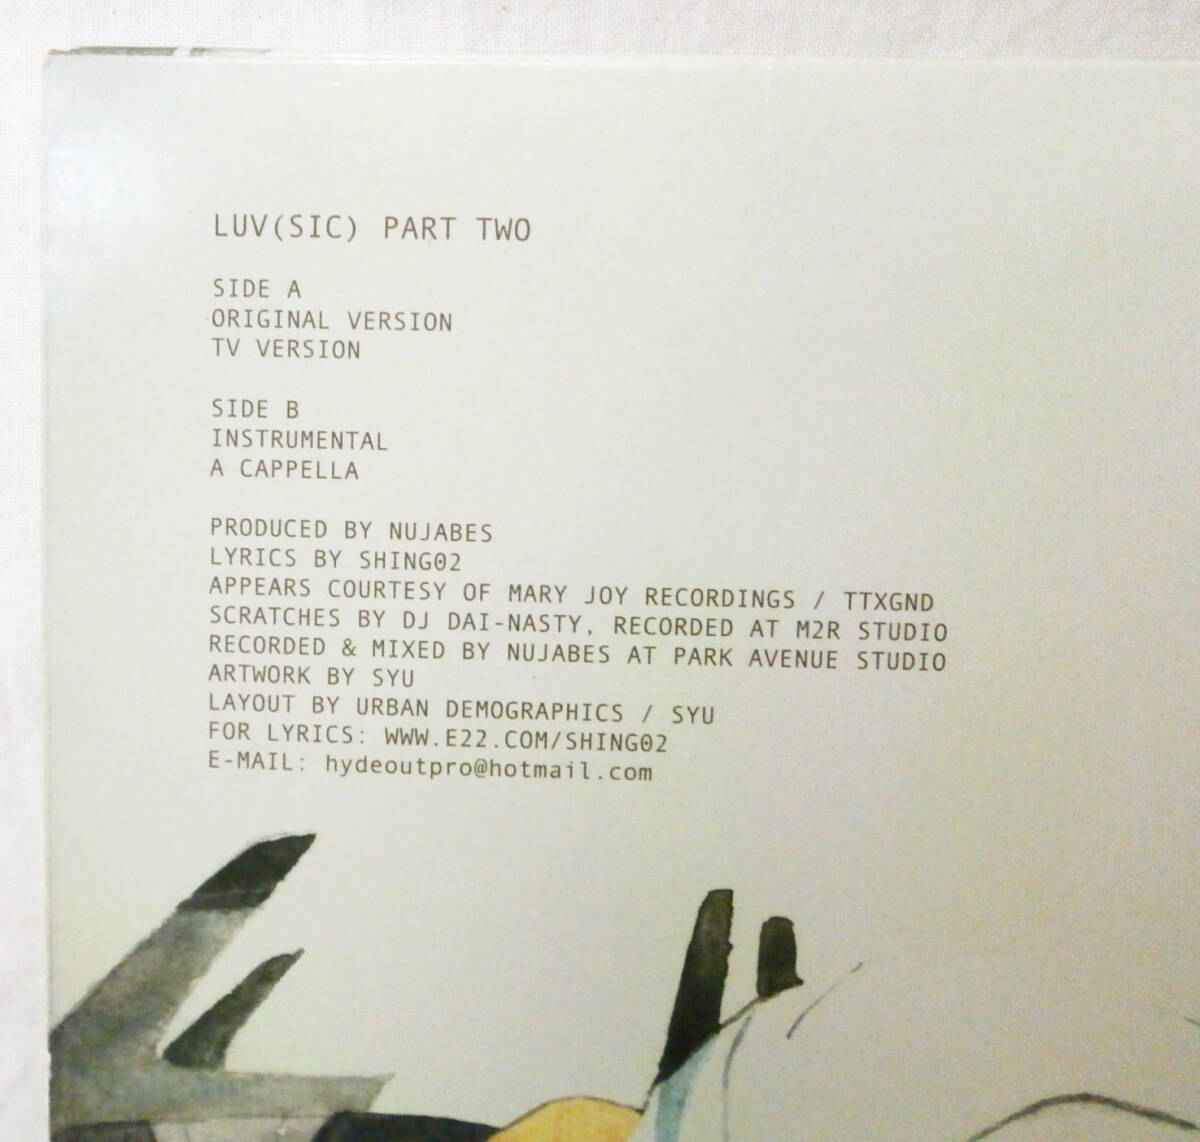 LUV(SIC) PART TWO
SIDE A
ORIGINAL VERSION
TV VERSION
SIDE B
INSTRUMENTAL
A CAPPELLA
PRODUCED BY NUJABES
LYRICS BY SHING02
APPEARS COURTESY OF MARY JOY RECORDINGS / TTXGND
SCRATCHES BY DJ DAI-NASTY, RECORDED AT M2R STUDIO
RECORDED & MIXED BY NUJABES AT PARK AVENUE STUDIO
ARTWORK BY SYU
LAYOUT BY URBAN DEMOGRAPHICS / SYU
FOR LYRICS: WWW.E22.COM/SHING02
E-MAIL: hydeoutpro@hotmail.com